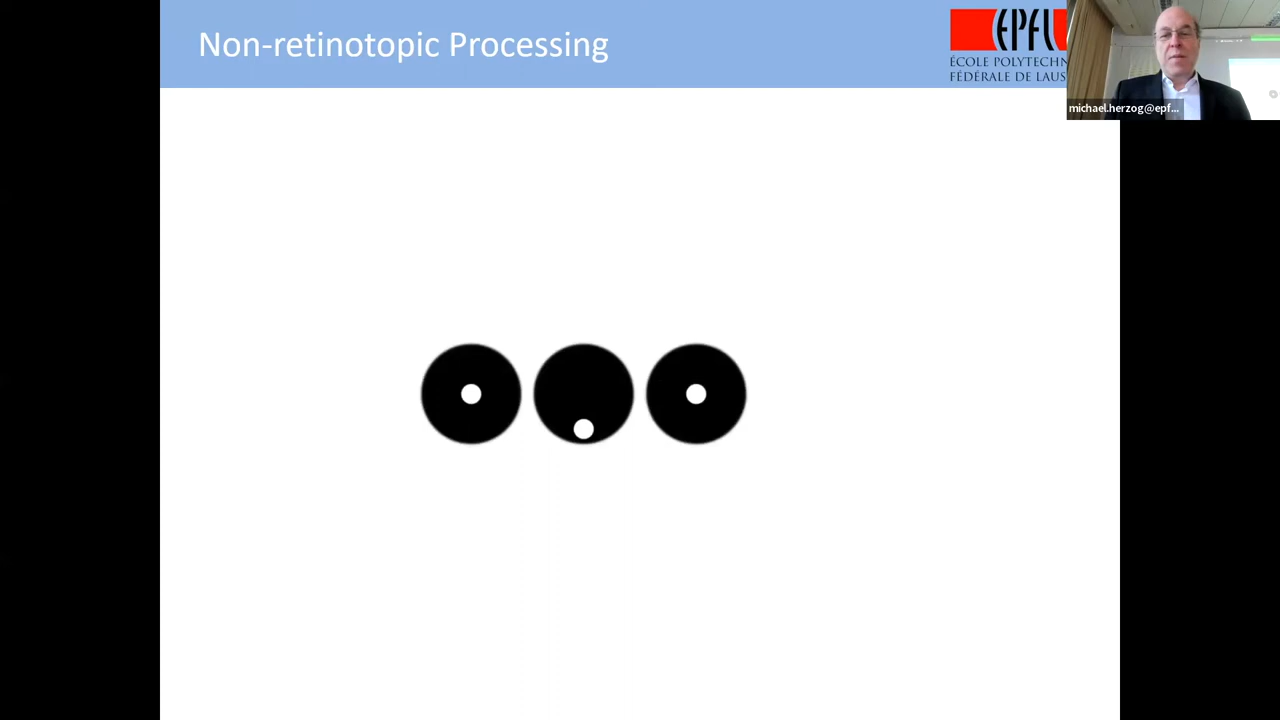 Non-retinotopic Processing
EPFL
ÉCOLE POLYTECHN
FÉDÉRALE DE LAUS
michael.herzog@epf...